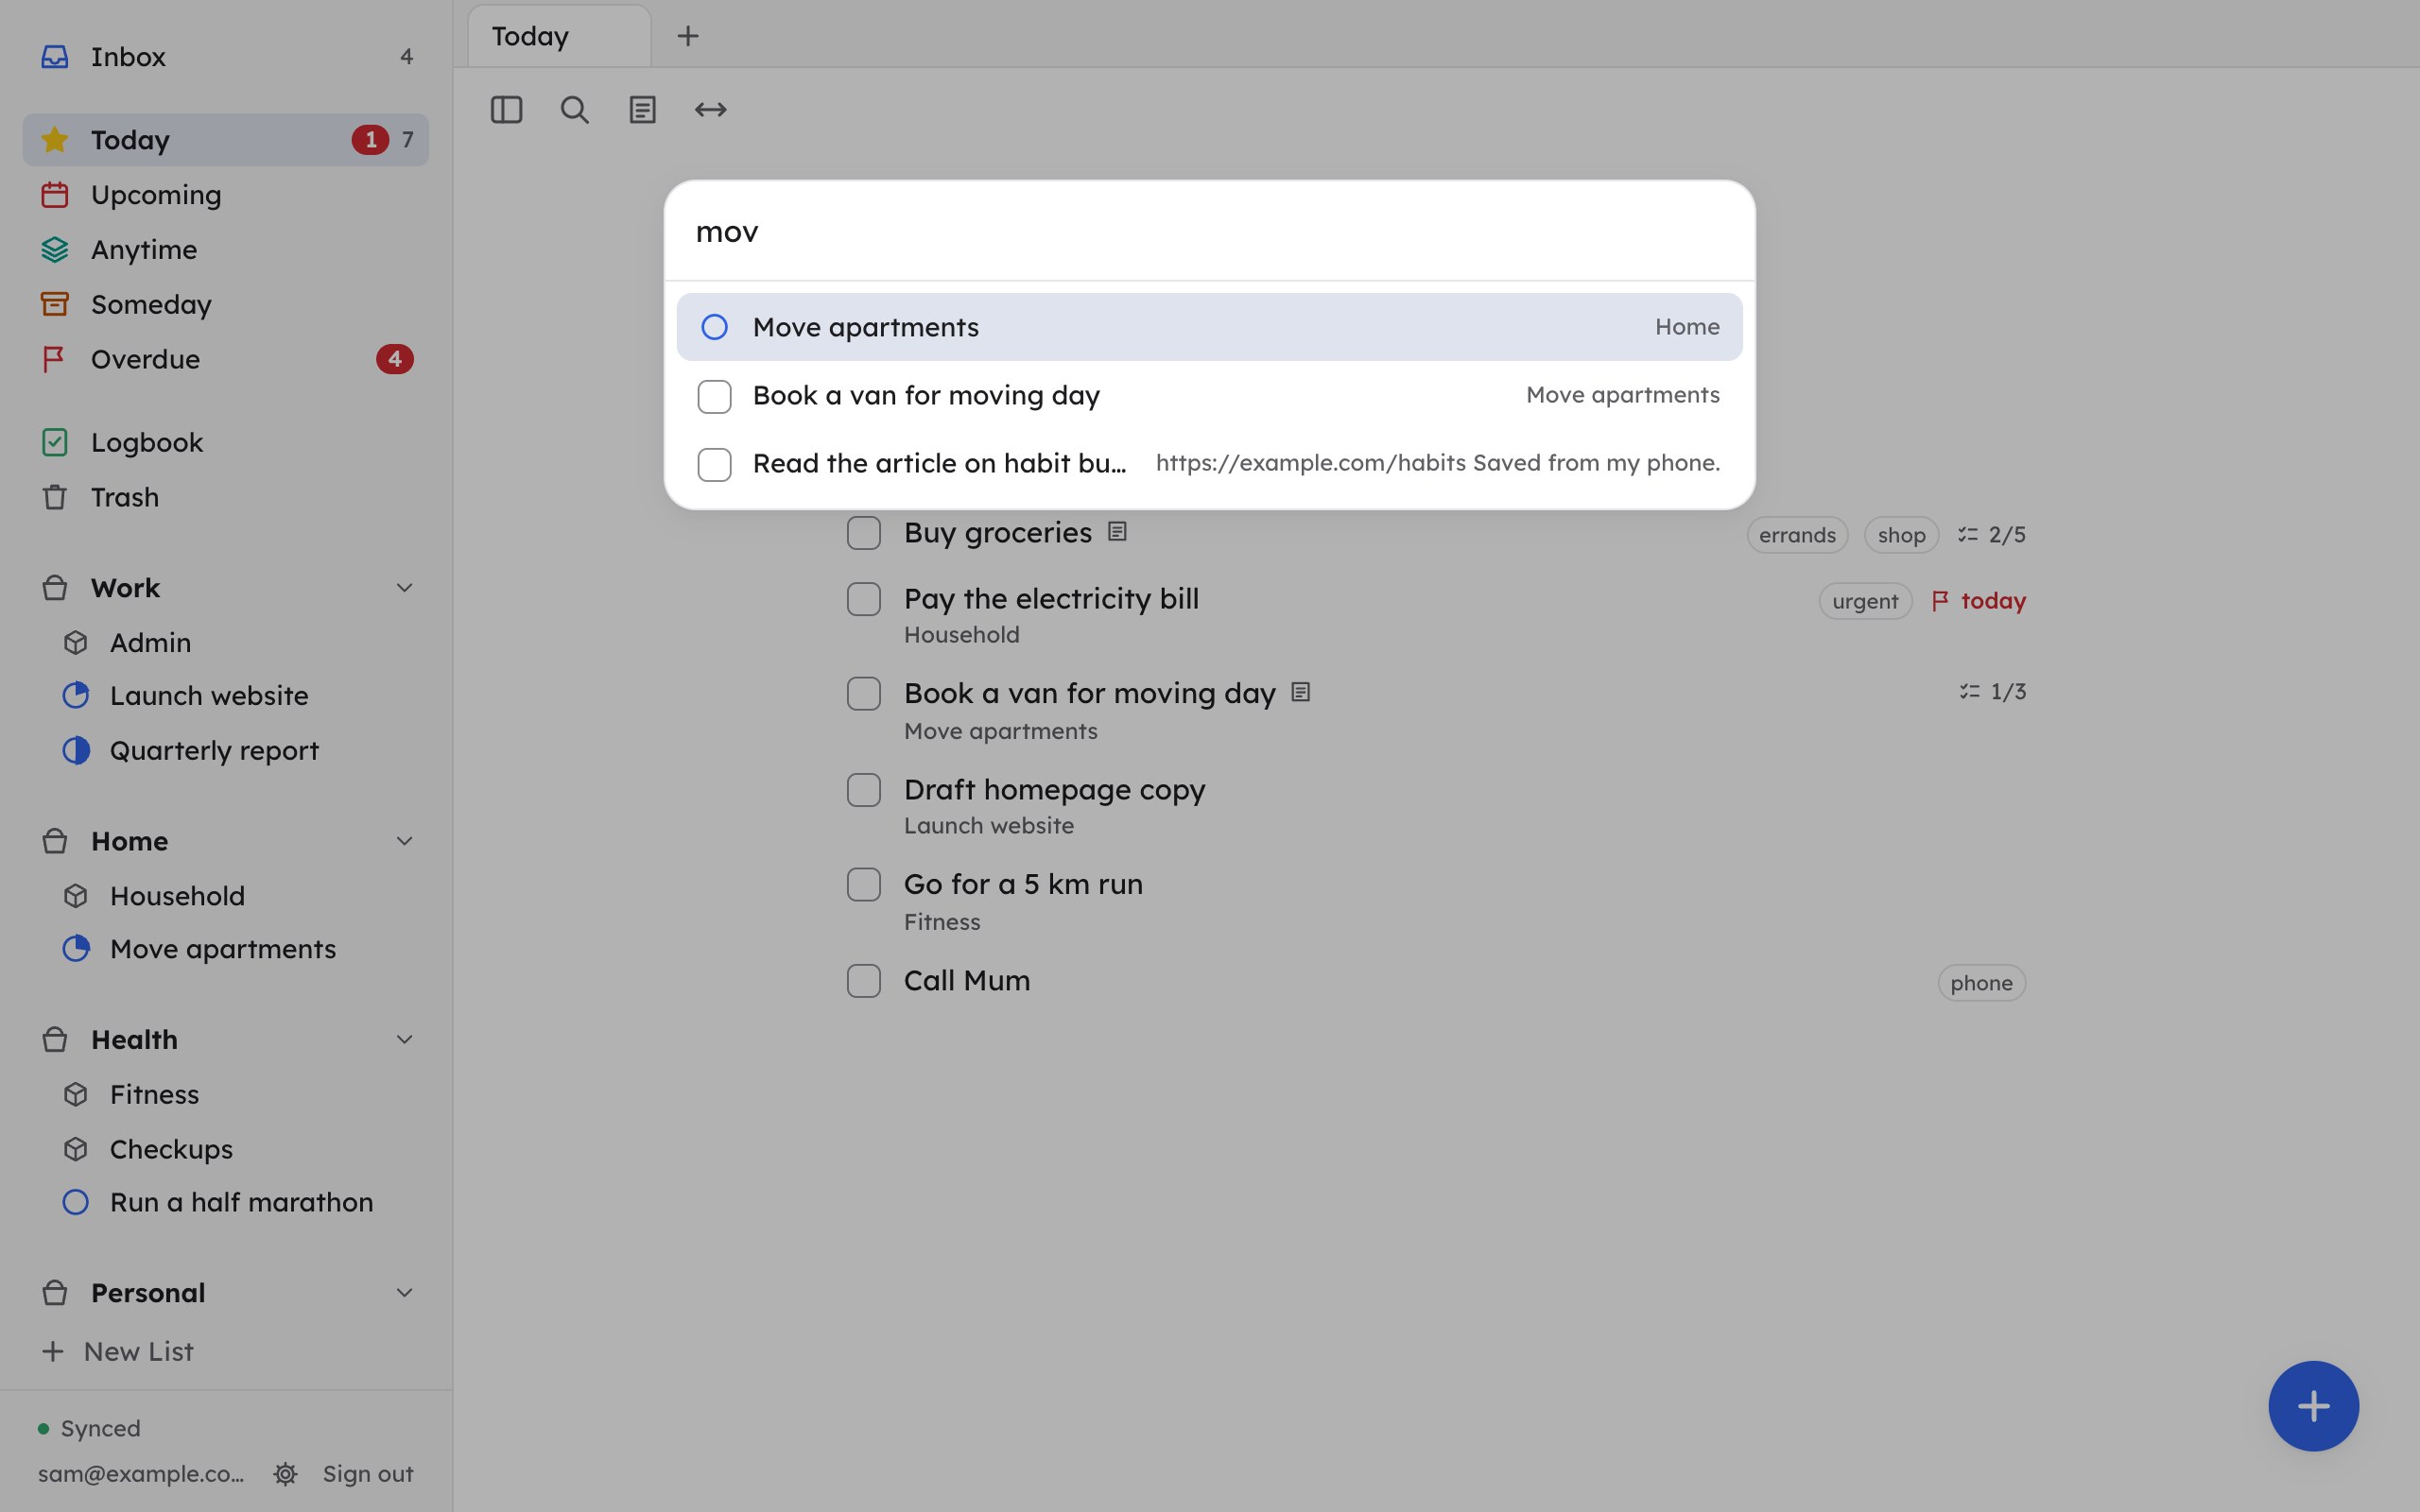 Inbox 4
Today 1 7
Upcoming
Anytime
Someday
Overdue 4
Logbook
Trash
Work
Admin
Launch website
Quarterly report
Home
Household
Move apartments
Health
Fitness
Checkups
Run a half marathon
Personal
New List
Synced
sam@example.co...
Sign out
Today
mov
Move apartments Home
Book a van for moving day Move apartments
Read the article on habit bu... https://example.com/habits Saved from my phone.
Buy groceries errands shop 2/5
Pay the electricity bill urgent today
Household
Book a van for moving day 1/3
Move apartments
Draft homepage copy
Launch website
Go for a 5 km run
Fitness
Call Mum phone